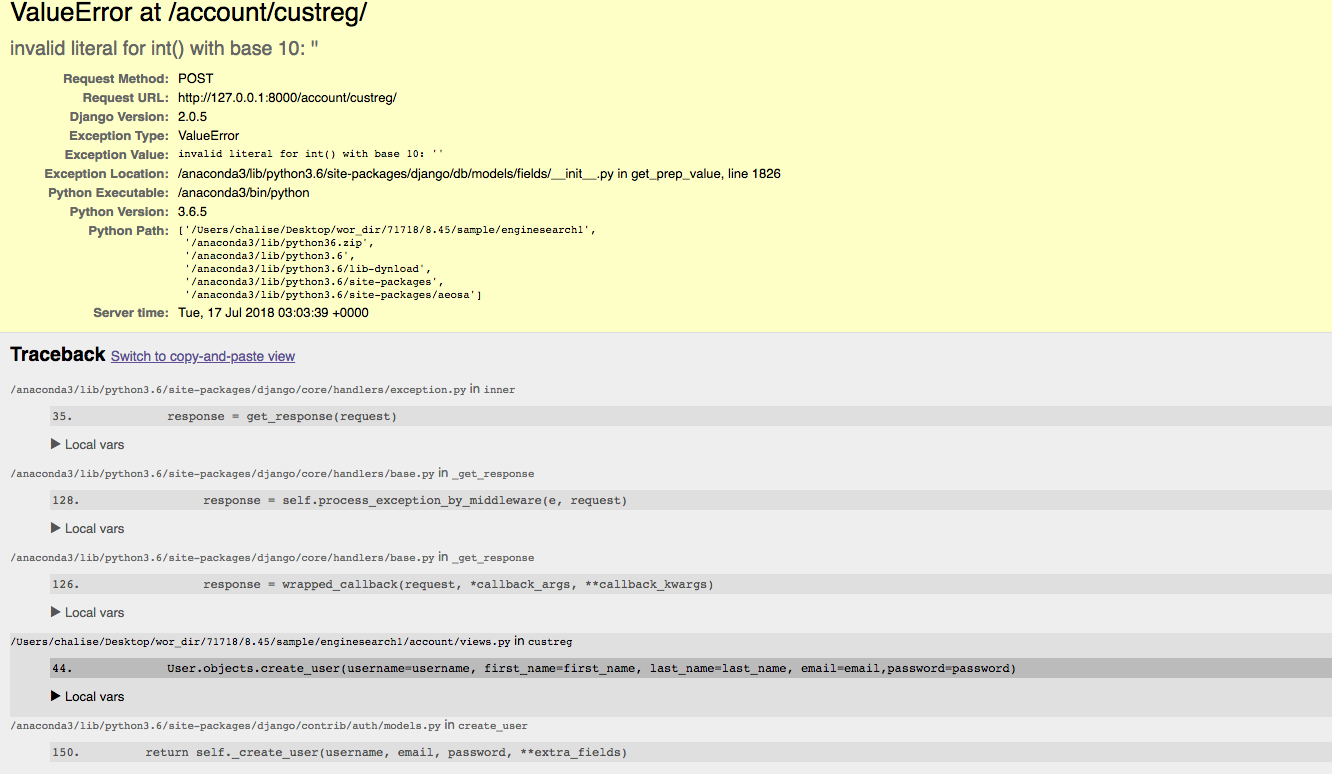 ValueError at /account/custreg/
invalid literal for int() with base 10: ''
Request Method: POST
Request URL: http://127.0.0.1:8000/account/custreg/
Django Version: 2.0.5
Exception Type: ValueError
Exception Value: invalid literal for int() with base 10: ''
Exception Location: /anaconda3/lib/python3.6/site-packages/django/db/models/fields/__init__.py in get_prep_value, line 1826
Python Executable: /anaconda3/bin/python
Python Version: 3.6.5
Python Path: ['/Users/chalise/Desktop/wor_dir/71718/8.45/sample/enginesearch1',
'/anaconda3/lib/python36.zip',
'/anaconda3/lib/python3.6',
'/anaconda3/lib/python3.6/lib-dynload',
'/anaconda3/lib/python3.6/site-packages',
'/anaconda3/lib/python3.6/site-packages/aeosa']
Server time: Tue, 17 Jul 2018 03:03:39 +0000
Traceback Switch to copy-and-paste view
/anaconda3/lib/python3.6/site-packages/django/core/handlers/exception.py in inner
35. response = get_response(request)
▶ Local vars
/anaconda3/lib/python3.6/site-packages/django/core/handlers/base.py in _get_response
128. response = self.process_exception_by_middleware(e, request)
▶ Local vars
/anaconda3/lib/python3.6/site-packages/django/core/handlers/base.py in _get_response
126. response = wrapped_callback(request, *callback_args, **callback_kwargs)
▶ Local vars
/Users/chalise/Desktop/wor_dir/71718/8.45/sample/enginesearch1/account/views.py in custreg
44. User.objects.create_user(username=username, first_name=first_name, last_name=last_name, email=email,password=password)
▶ Local vars
/anaconda3/lib/python3.6/site-packages/django/contrib/auth/models.py in create_user
150. return self._create_user(username, email, password, **extra_fields)